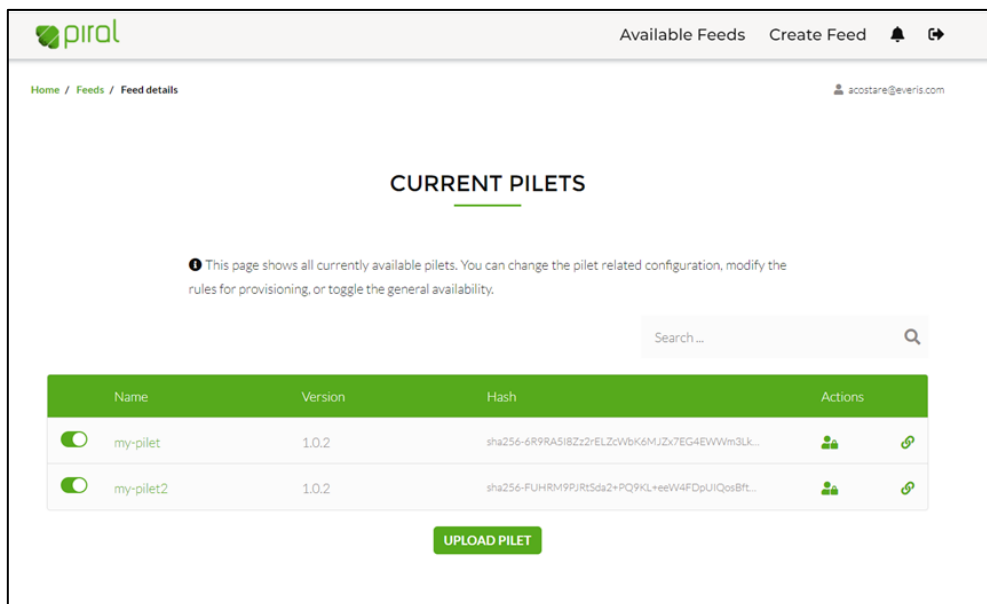 piral
Available Feeds Create Feed
Home / Feeds / Feed details
acostare@everis.com
CURRENT PILETS
This page shows all currently available pilets. You can change the pilet related configuration, modify the
rules for provisioning, or toggle the general availability.
Search ...
Name Version Hash Actions
my-pilet 1.0.2 sha256-6R9RA5I8Zz2rELZcWbK6MJZx7EG4EWWm3Lk...
my-pilet2 1.0.2 sha256-FUHRM9PJRtSda2+PQ9KL+eeW4FDpUIQosBft...
UPLOAD PILET